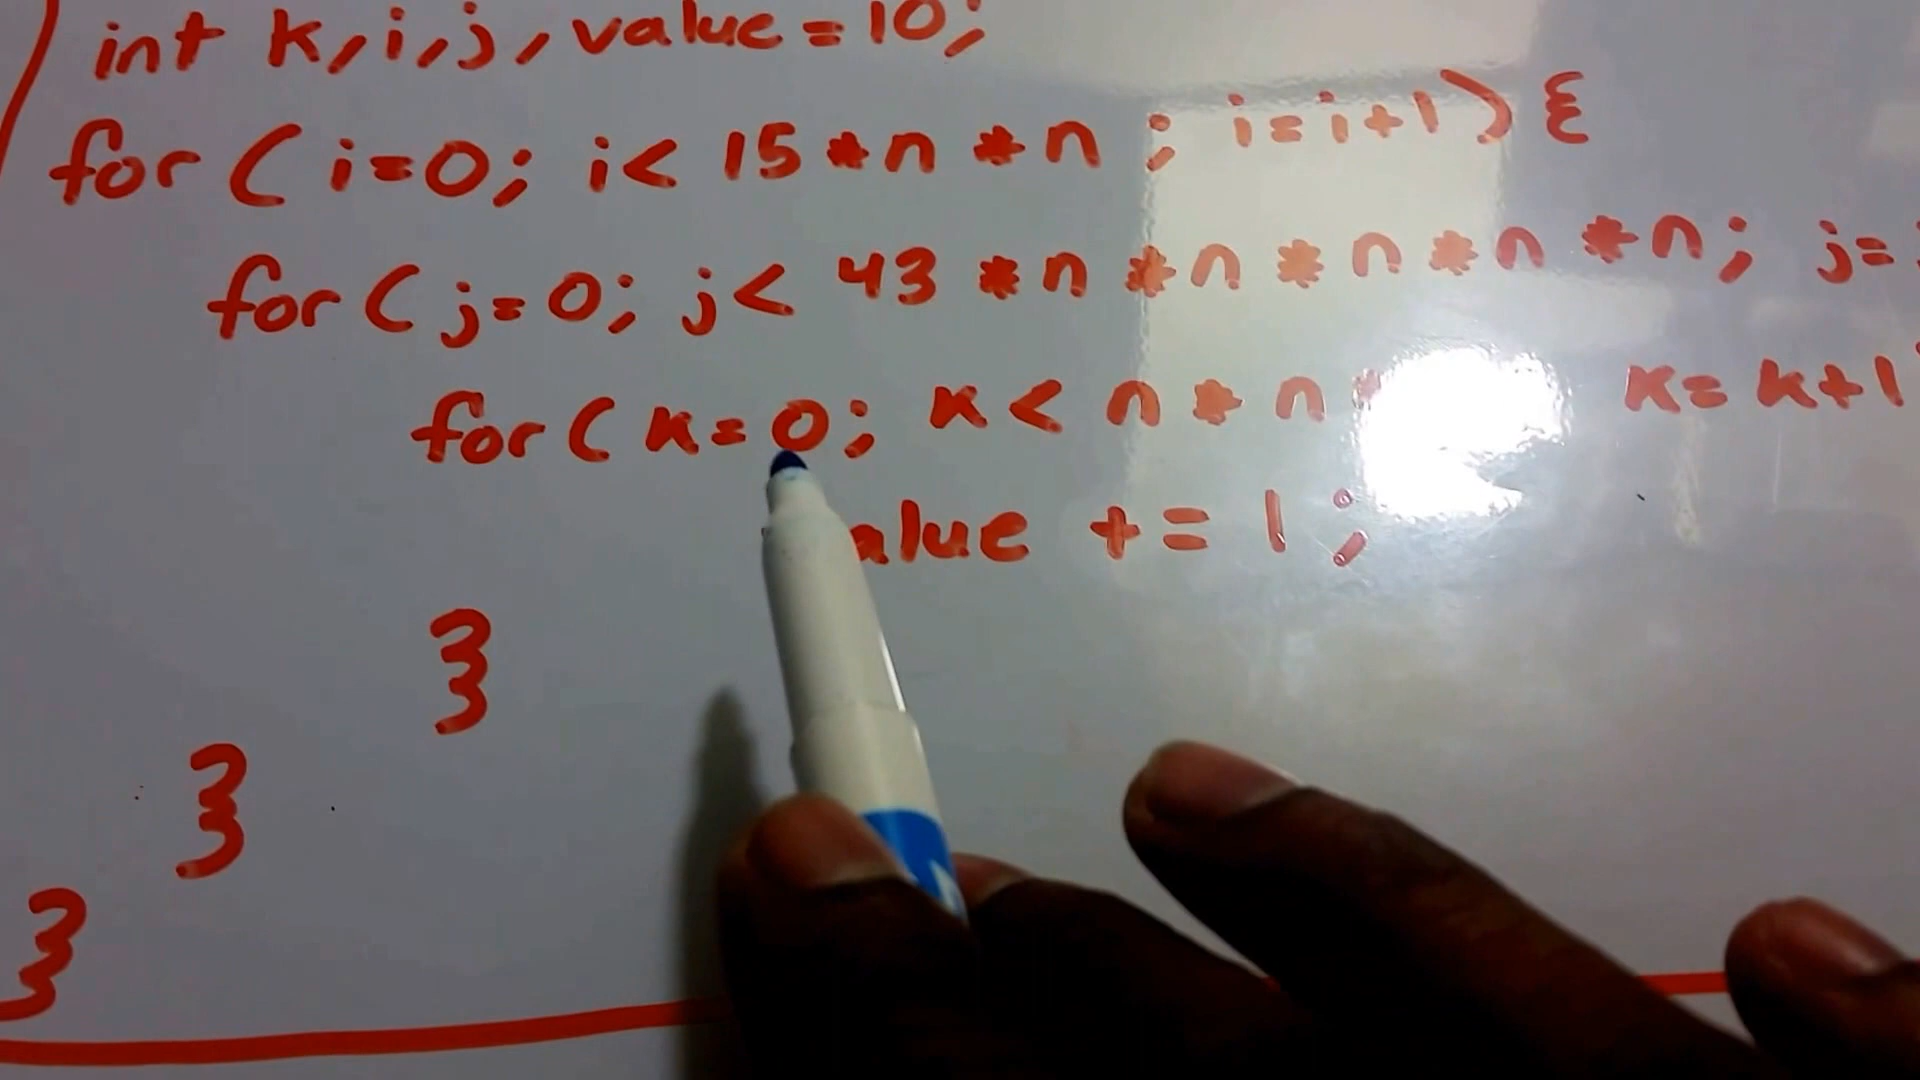 int k, i, j, value = 10;
for ( i=0; i< 15 * n * n ; i=i+1) {
for ( j=0; j< 43 * n * n * n * n * n; j=
for ( k=0; k < n * n k= k+1
alue += 1 ;
}
}
}